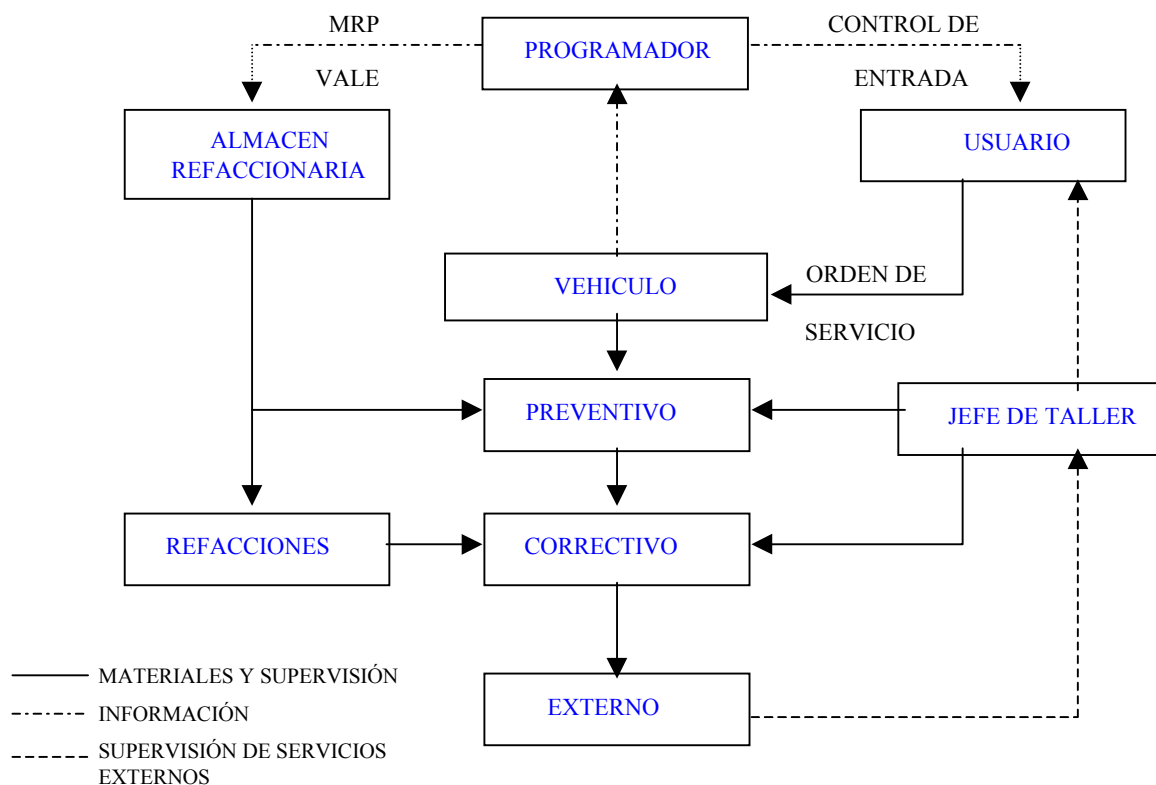 MRP
PROGRAMADOR
CONTROL DE
VALE
ENTRADA
ALMACEN
REFACCIONARIA
USUARIO
VEHICULO
ORDEN DE
SERVICIO
PREVENTIVO
JEFE DE TALLER
REFACCIONES
CORRECTIVO
EXTERNO
MATERIALES Y SUPERVISIÓN
INFORMACIÓN
SUPERVISIÓN DE SERVICIOS
EXTERNOS